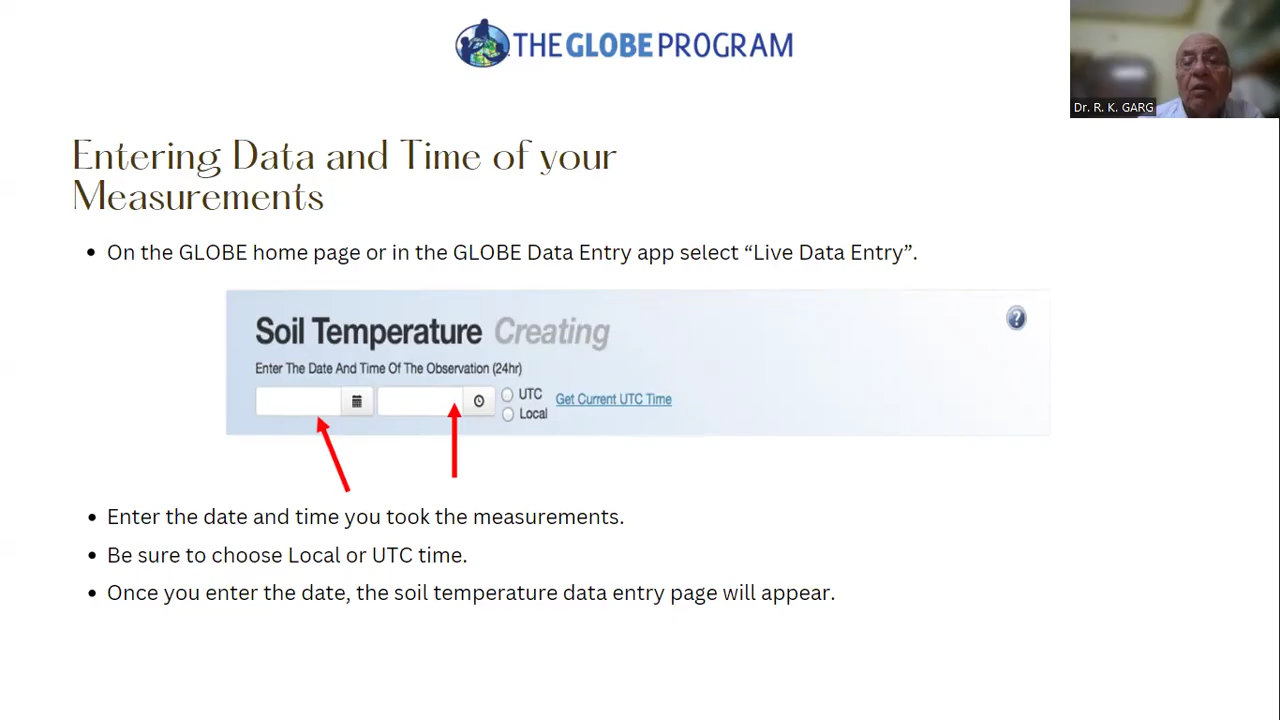 THE GLOBE PROGRAM
Dr. R. K. GARG
Entering Data and Time of your
Measurements
• On the GLOBE home page or in the GLOBE Data Entry app select “Live Data Entry”.
Soil Temperature Creating
?
Enter The Date And Time Of The Observation (24hr)
UTC
Local
Get Current UTC Time
• Enter the date and time you took the measurements.
• Be sure to choose Local or UTC time.
• Once you enter the date, the soil temperature data entry page will appear.